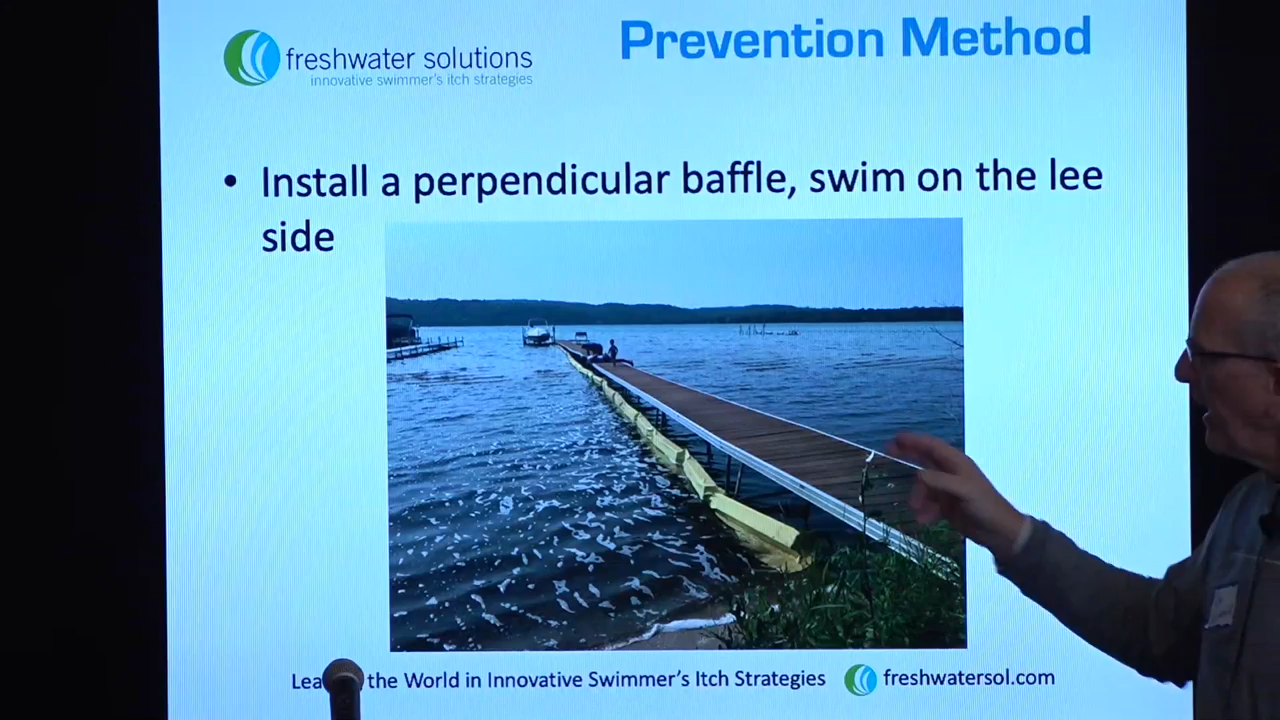 freshwater solutions
innovative swimmer's itch strategies
Prevention Method
• Install a perpendicular baffle, swim on the lee
side
the World in Innovative Swimmer's Itch Strategies
freshwatersol.com